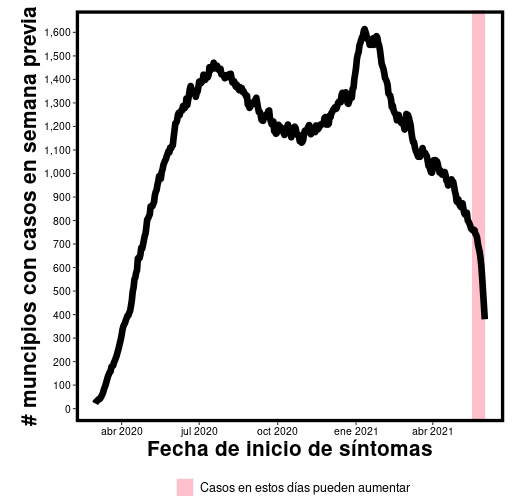 # muncipios con casos en semana previa
1,600
1,500
1,400
1,300
1,200
1,100
1,000
900
800
700
600
500
400
300
200
100
0
abr 2020
jul 2020
oct 2020
ene 2021
abr 2021
Fecha de inicio de síntomas
Casos en estos días pueden aumentar